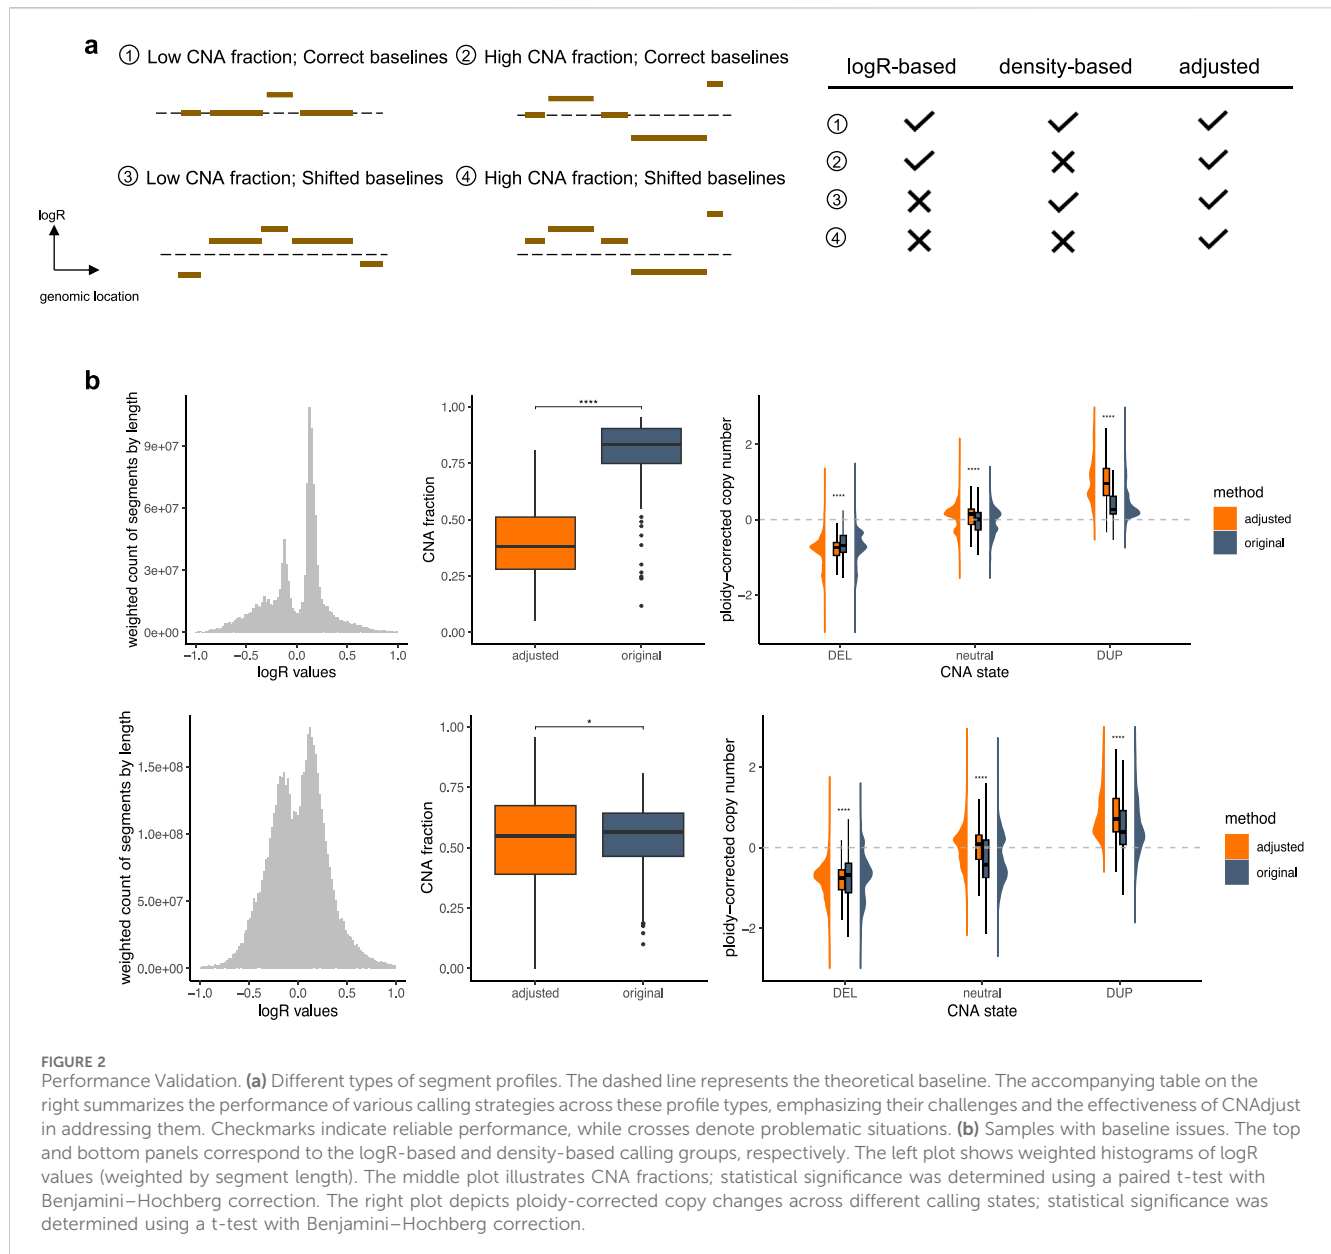 a
① Low CNA fraction; Correct baselines
② High CNA fraction; Correct baselines
③ Low CNA fraction; Shifted baselines
④ High CNA fraction; Shifted baselines
logR
genomic location
logR-based density-based adjusted
①
②
③
④
b
weighted count of segments by length
9e+07
6e+07
3e+07
0e+00
−1.0 −0.5 0.0 0.5 1.0
logR values
CNA fraction
1.00
0.75
0.50
0.25
0.00
****
adjusted original
ploidy−corrected copy number
2
0
−2
**** **** ****
DEL neutral DUP
CNA state
method
adjusted
original
weighted count of segments by length
1.5e+08
1.0e+08
5.0e+07
0.0e+00
−1.0 −0.5 0.0 0.5 1.0
logR values
CNA fraction
1.00
0.75
0.50
0.25
0.00
*
adjusted original
ploidy−corrected copy number
2
0
−2
**** **** ****
DEL neutral DUP
CNA state
method
adjusted
original
FIGURE 2
Performance Validation. (a) Different types of segment profiles. The dashed line represents the theoretical baseline. The accompanying table on the
right summarizes the performance of various calling strategies across these profile types, emphasizing their challenges and the effectiveness of CNAdjust
in addressing them. Checkmarks indicate reliable performance, while crosses denote problematic situations. (b) Samples with baseline issues. The top
and bottom panels correspond to the logR-based and density-based calling groups, respectively. The left plot shows weighted histograms of logR
values (weighted by segment length). The middle plot illustrates CNA fractions; statistical significance was determined using a paired t-test with
Benjamini–Hochberg correction. The right plot depicts ploidy-corrected copy changes across different calling states; statistical significance was
determined using a t-test with Benjamini–Hochberg correction.